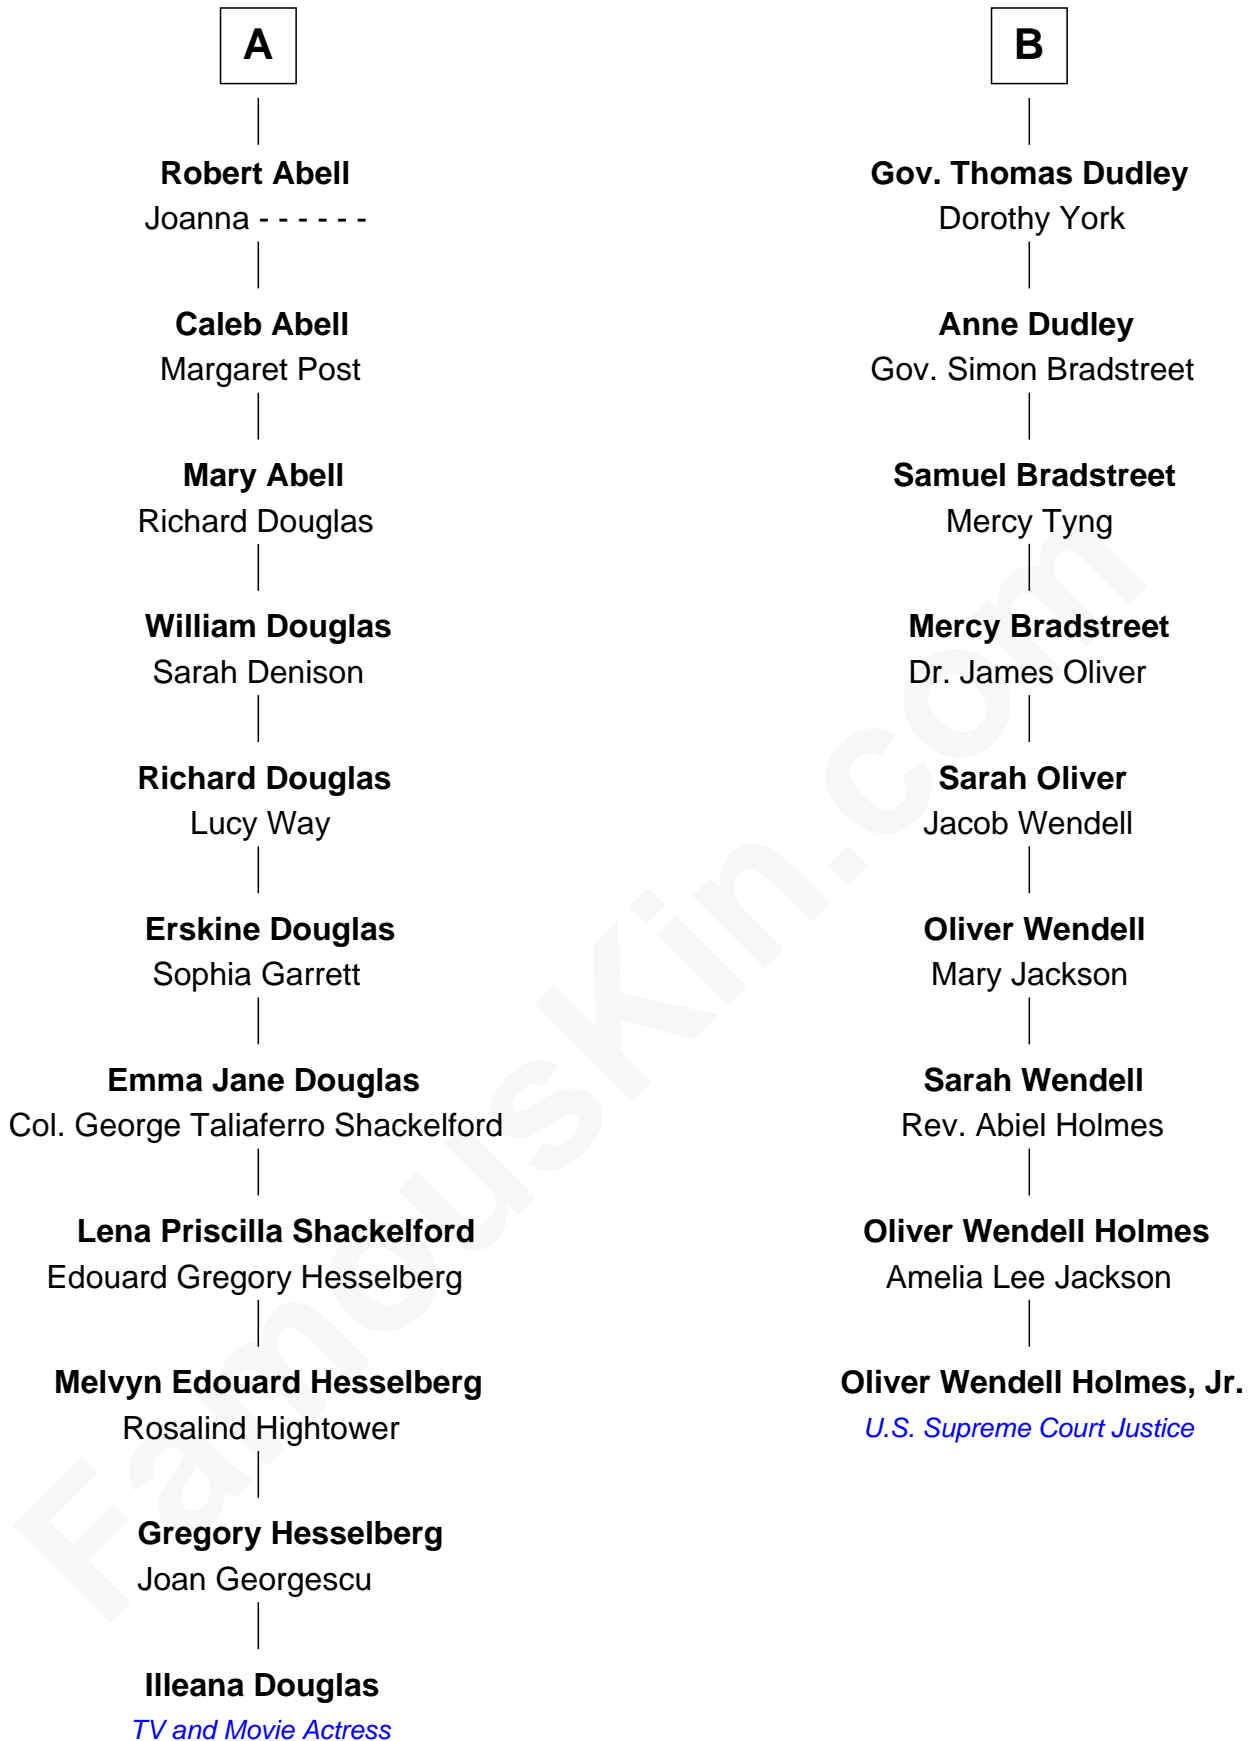 A
Robert Abell
Joanna - - - - - -
Caleb Abell
Margaret Post
Mary Abell
Richard Douglas
William Douglas
Sarah Denison
Richard Douglas
Lucy Way
Erskine Douglas
Sophia Garrett
Emma Jane Douglas
Col. George Taliaferro Shackelford
Lena Priscilla Shackelford
Edouard Gregory Hesselberg
Melvyn Edouard Hesselberg
Rosalind Hightower
Gregory Hesselberg
Joan Georgescu
Illeana Douglas
TV and Movie Actress
B
Gov. Thomas Dudley
Dorothy York
Anne Dudley
Gov. Simon Bradstreet
Samuel Bradstreet
Mercy Tyng
Mercy Bradstreet
Dr. James Oliver
Sarah Oliver
Jacob Wendell
Oliver Wendell
Mary Jackson
Sarah Wendell
Rev. Abiel Holmes
Oliver Wendell Holmes
Amelia Lee Jackson
Oliver Wendell Holmes, Jr.
U.S. Supreme Court Justice
FamousKin.com